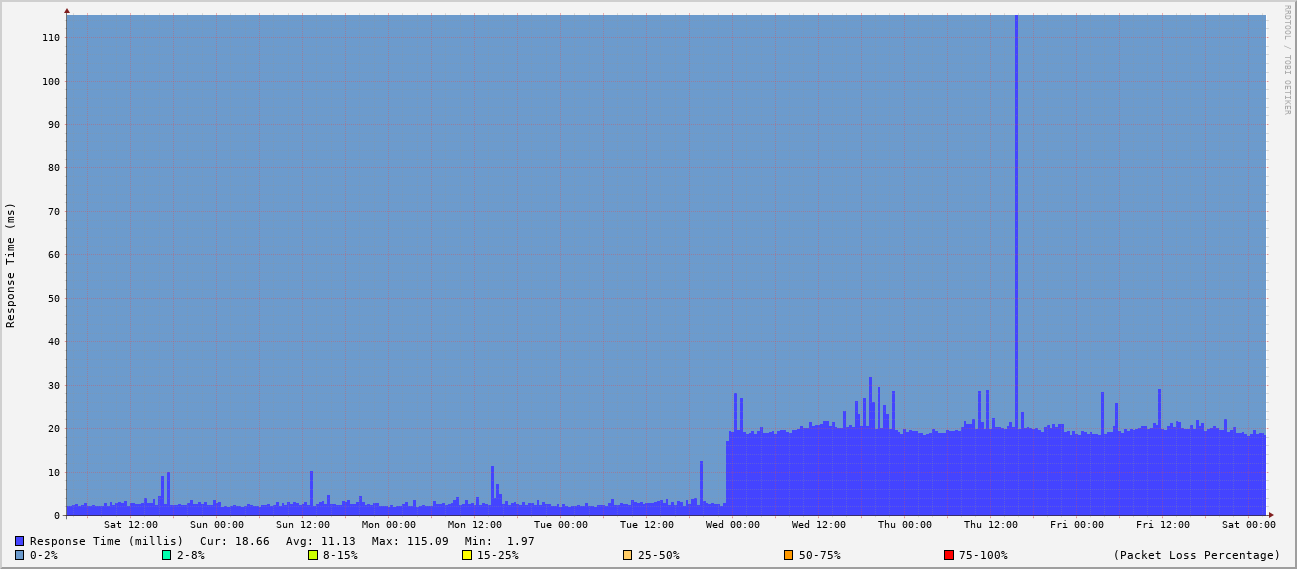 RRDTOOL / TOBI OETIKER
Response Time (ms)
110
100
90
80
70
60
50
40
30
20
10
0
Sat 12:00 Sun 00:00 Sun 12:00 Mon 00:00 Mon 12:00 Tue 00:00 Tue 12:00 Wed 00:00 Wed 12:00 Thu 00:00 Thu 12:00 Fri 00:00 Fri 12:00 Sat 00:00
Response Time (millis) Cur: 18.66 Avg: 11.13 Max: 115.09 Min: 1.97
0-2% 2-8% 8-15% 15-25% 25-50% 50-75% 75-100% (Packet Loss Percentage)